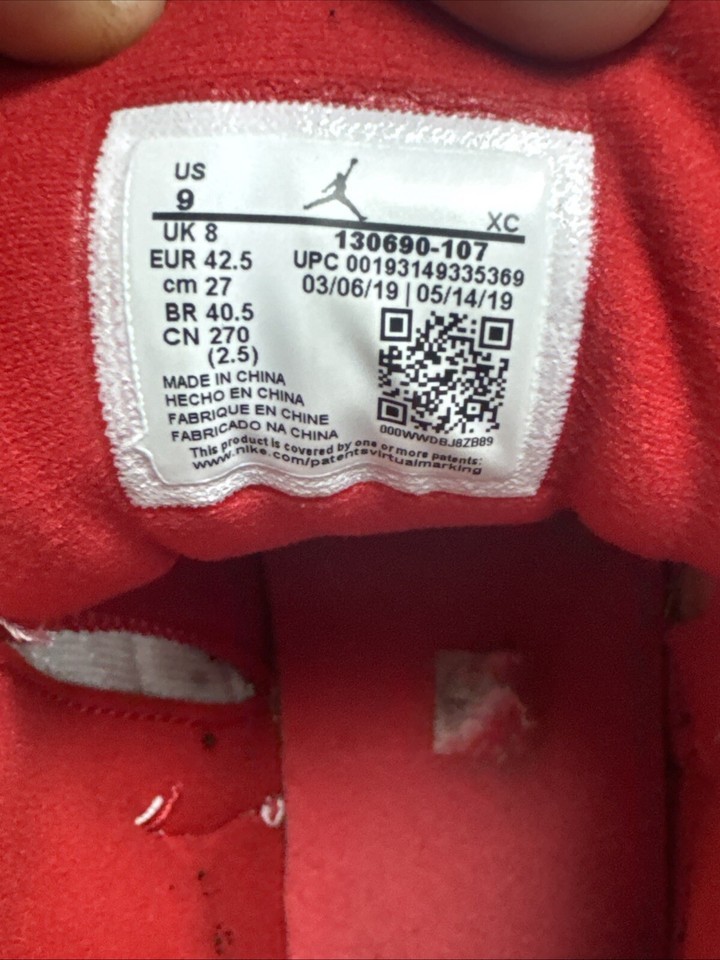 US
9
XC
UK 8
EUR 42.5
cm 27
BR 40.5
CN 270
(2.5)
130690-107
UPC 00193149335369
03/06/19 | 05/14/19
000WWDBJ8ZB89
MADE IN CHINA
HECHO EN CHINA
FABRIQUE EN CHINE
FABRICADO NA CHINA
This product is covered by one or more patents:
www.nike.com/patentsvirtualmarking